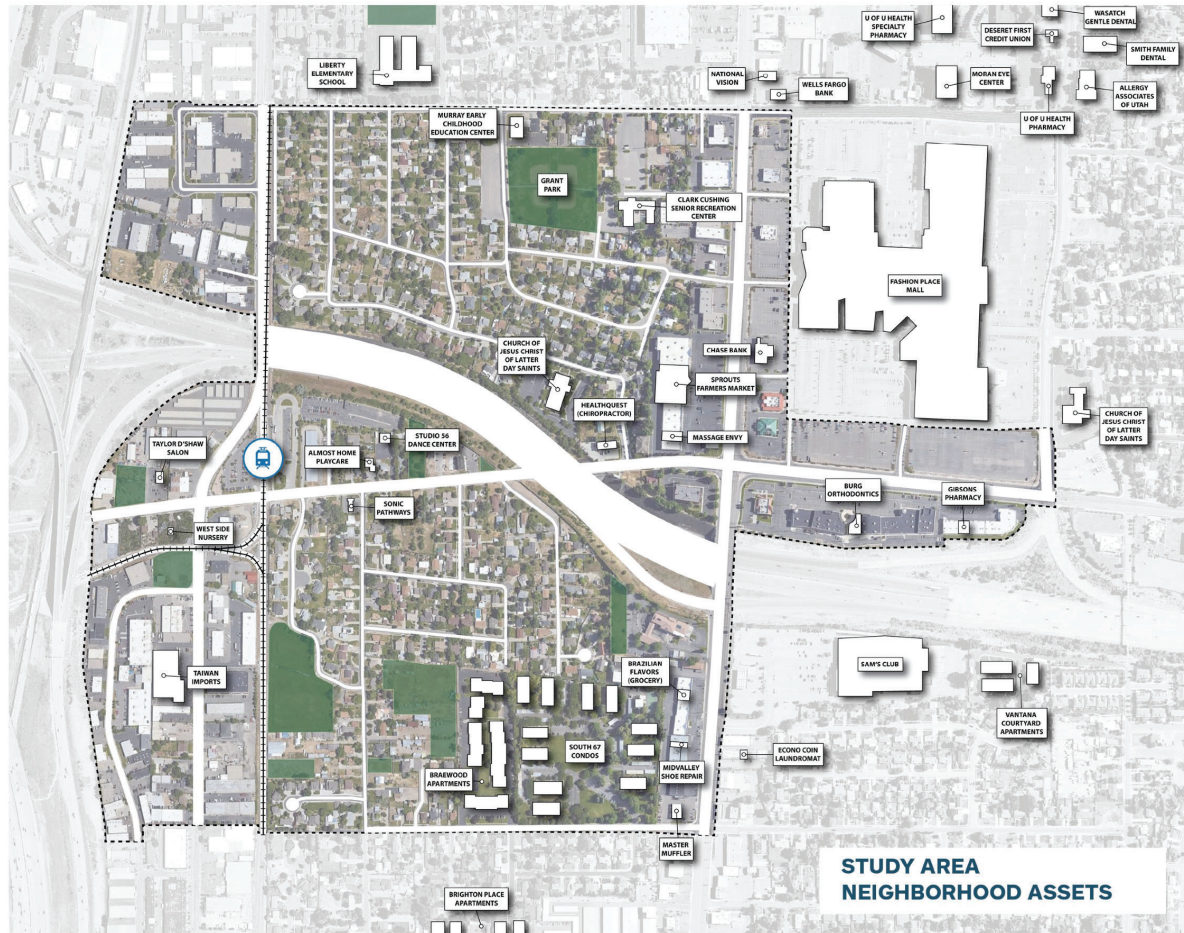 U OF U HEALTH
SPECIALTY
PHARMACY
DESERET FIRST
CREDIT UNION
WASATCH
GENTLE DENTAL
SMITH FAMILY
DENTAL
LIBERTY
ELEMENTARY
SCHOOL
NATIONAL
VISION
WELLS FARGO
BANK
MORAN EYE
CENTER
ALLERGY
ASSOCIATES
OF UTAH
U OF U HEALTH
PHARMACY
MURRAY EARLY
CHILDHOOD
EDUCATION CENTER
GRANT
PARK
CLARK CUSHING
SENIOR RECREATION
CENTER
FASHION PLACE
MALL
CHURCH OF
JESUS CHRIST
OF LATTER
DAY SAINTS
CHASE BANK
SPROUTS
FARMERS MARKET
HEALTHQUEST
(CHIROPRACTOR)
MASSAGE ENVY
CHURCH OF
JESUS CHRIST
OF LATTER
DAY SAINTS
TAYLOR D'SHAW
SALON
ALMOST HOME
PLAYCARE
STUDIO 56
DANCE CENTER
BURG
ORTHODONTICS
GIBSONS
PHARMACY
SONIC
PATHWAYS
WEST SIDE
NURSERY
TAIWAN
IMPORTS
BRAZILIAN
FLAVORS
(GROCERY)
SAM'S CLUB
VANTANA
COURTYARD
APARTMENTS
SOUTH 67
CONDOS
BRAEWOOD
APARTMENTS
MIDVALLEY
SHOE REPAIR
ECONO COIN
LAUNDROMAT
MASTER
MUFFLER
BRIGHTON PLACE
APARTMENTS
STUDY AREA
NEIGHBORHOOD ASSETS